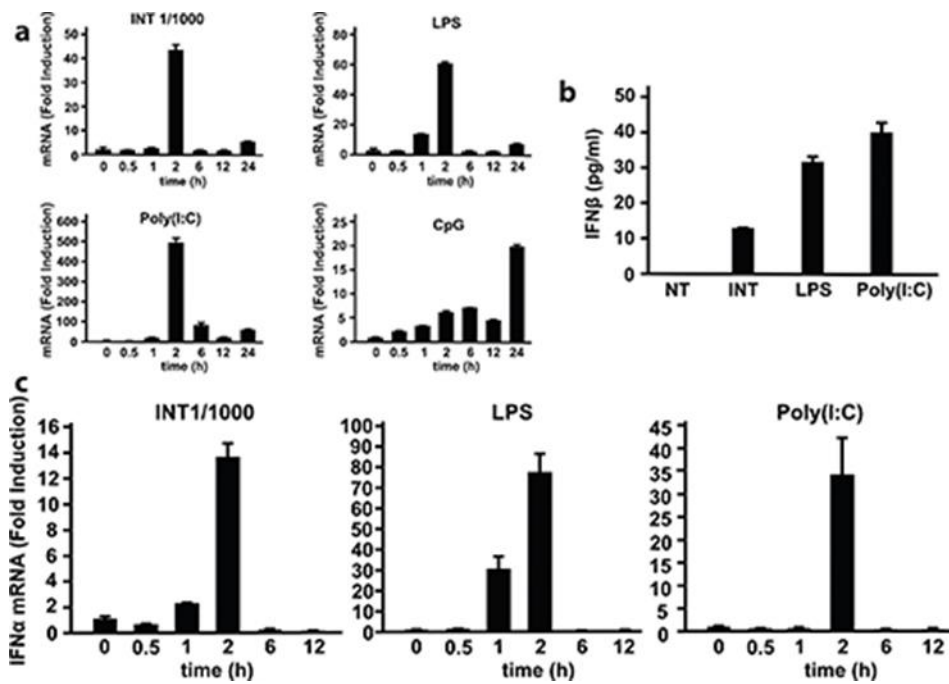 a
INT 1/1000
mRNA (Fold Induction)
50
40
30
20
10
0
0 0.5 1 2 6 12 24
time (h)
LPS
mRNA (Fold Induction)
80
60
40
20
0
0 0.5 1 2 6 12 24
time (h)
Poly(I:C)
mRNA (Fold Induction)
600
500
400
300
200
100
0
0 0.5 1 2 6 12 24
time (h)
CpG
mRNA (Fold Induction)
25
20
15
10
5
0
0 0.5 1 2 6 12 24
time (h)
b
IFNβ (pg/ml)
50
40
30
20
10
0
NT INT LPS Poly(I:C)
c
INT1/1000
IFNα mRNA (Fold Induction)
16
14
12
10
8
6
4
2
0
0 0.5 1 2 6 12
time (h)
LPS
100
90
80
70
60
50
40
30
20
10
0
0 0.5 1 2 6 12
time (h)
Poly(I:C)
45
40
35
30
25
20
15
10
5
0
0 0.5 1 2 6 12
time (h)